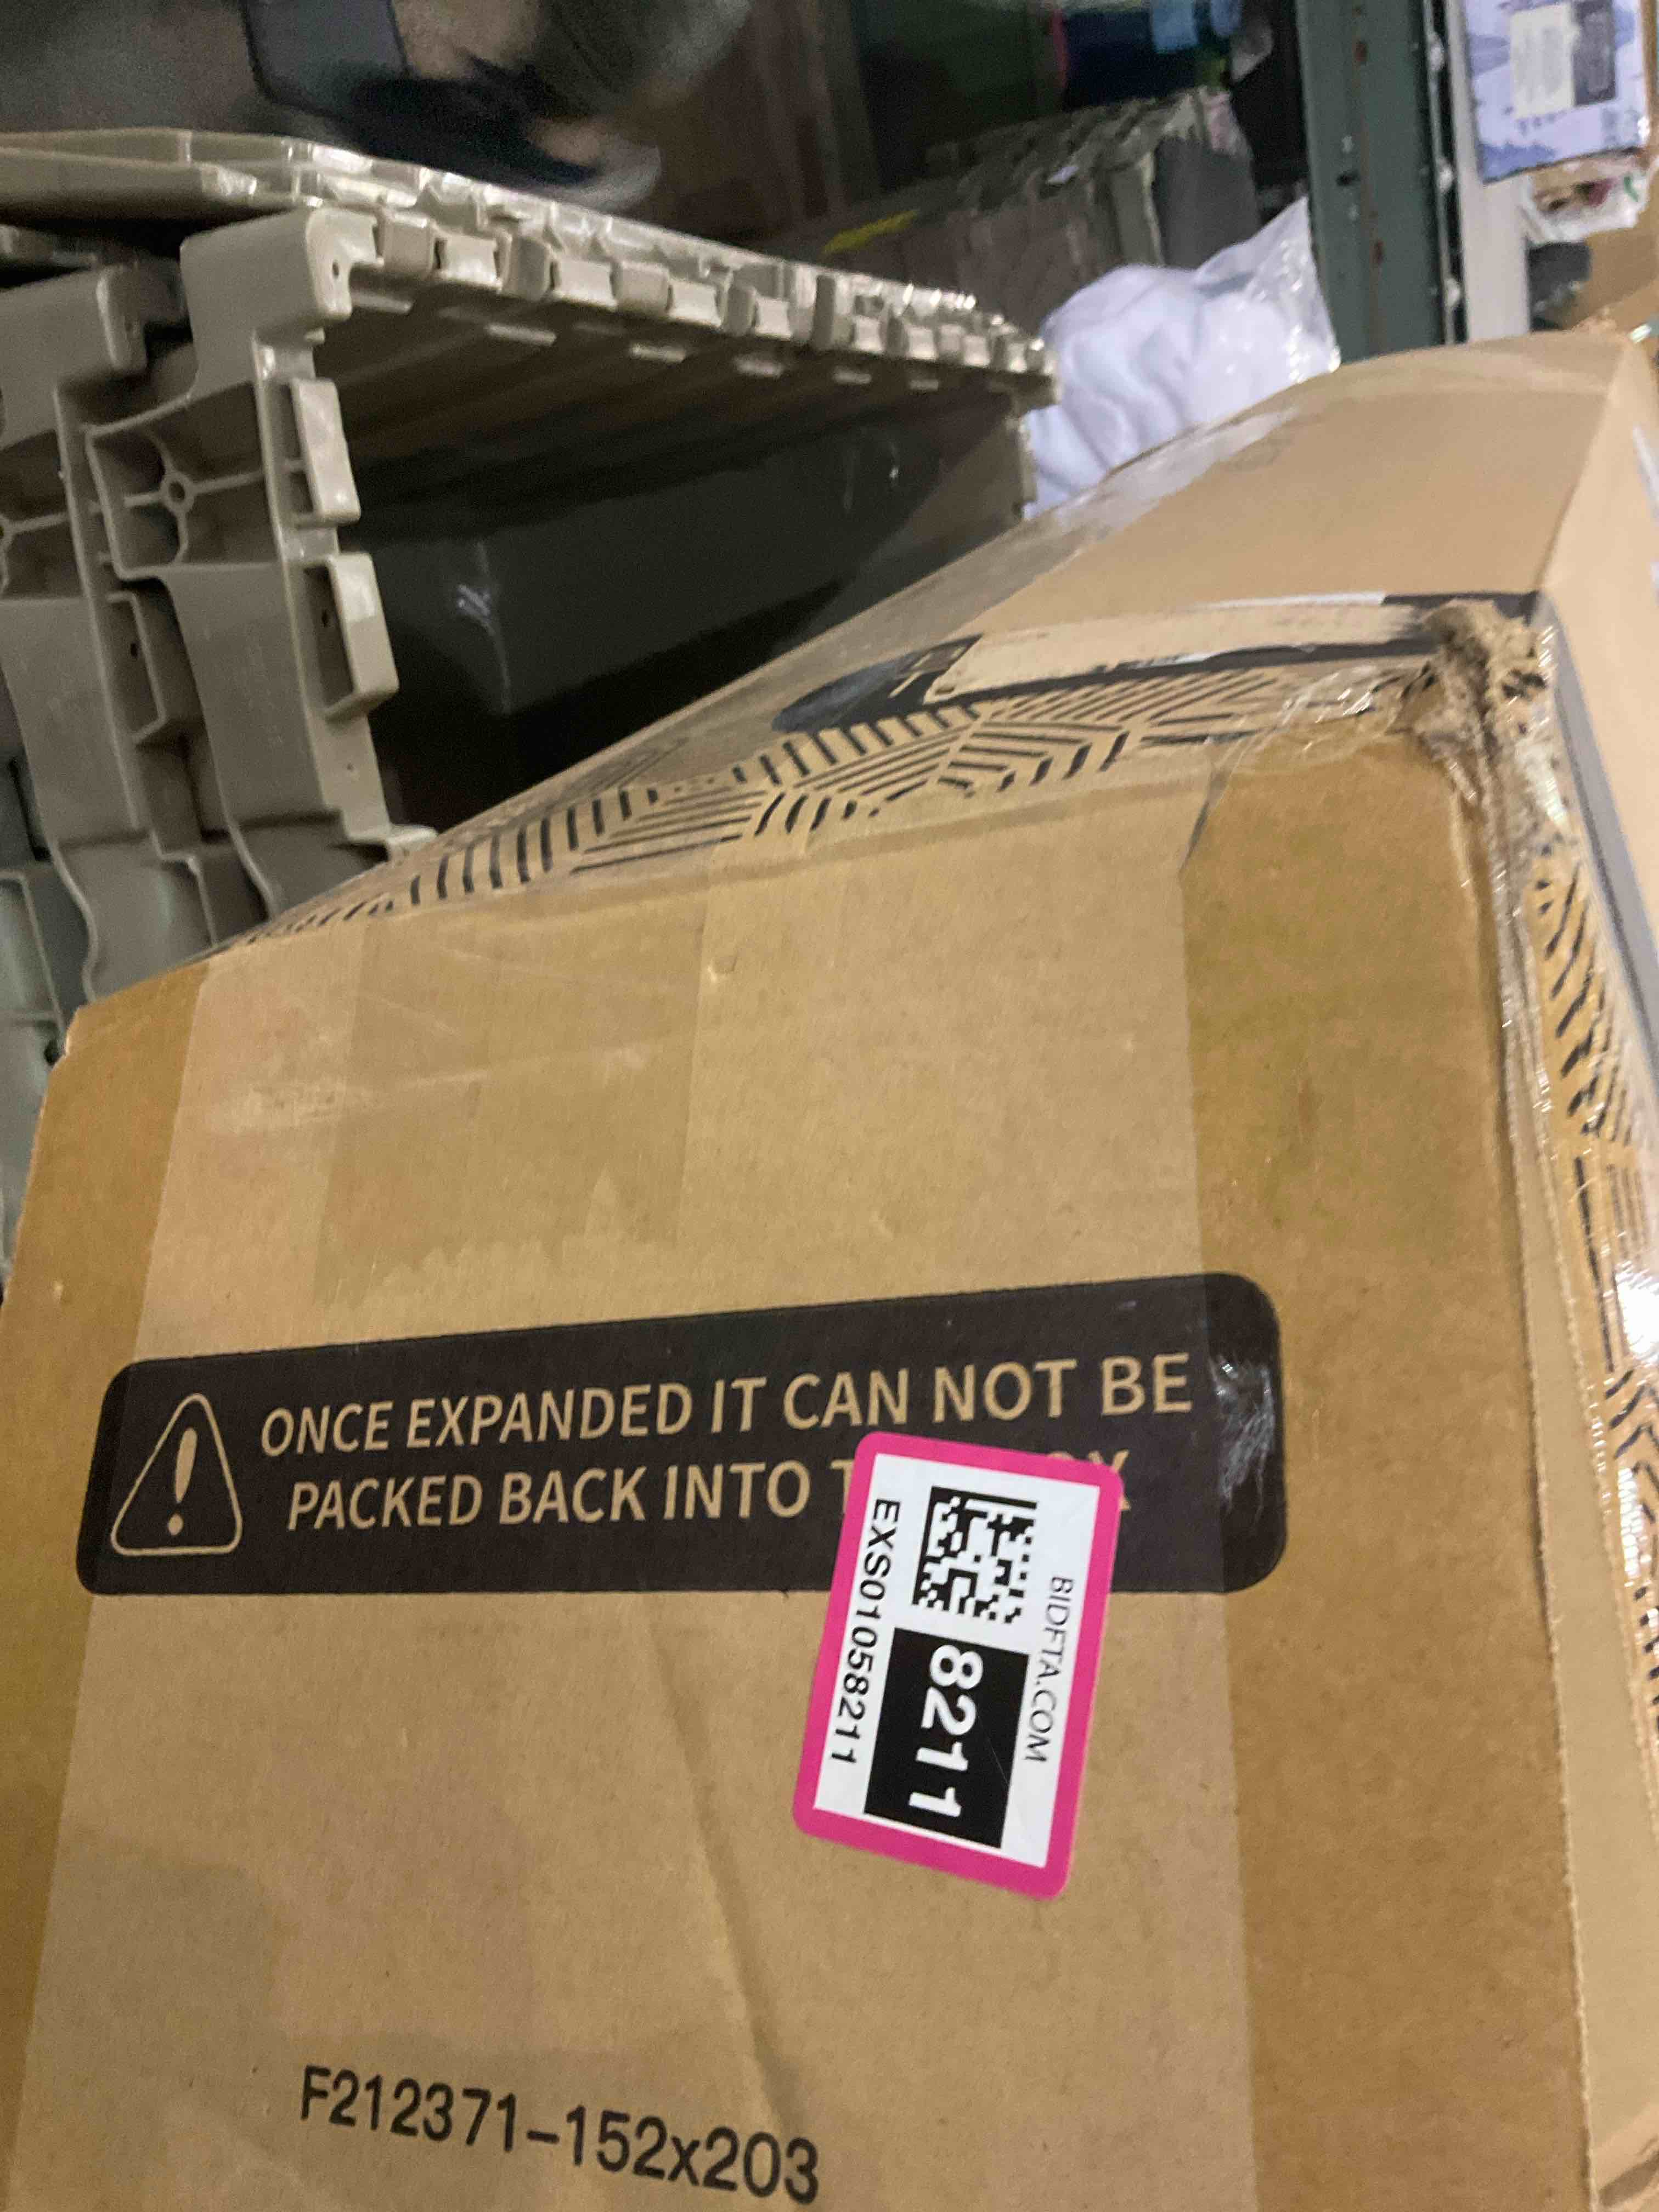 ONCE EXPANDED IT CAN NOT BE
PACKED BACK INTO
BIDFTA.COM
8211
EXS01058211
F212371-152x203